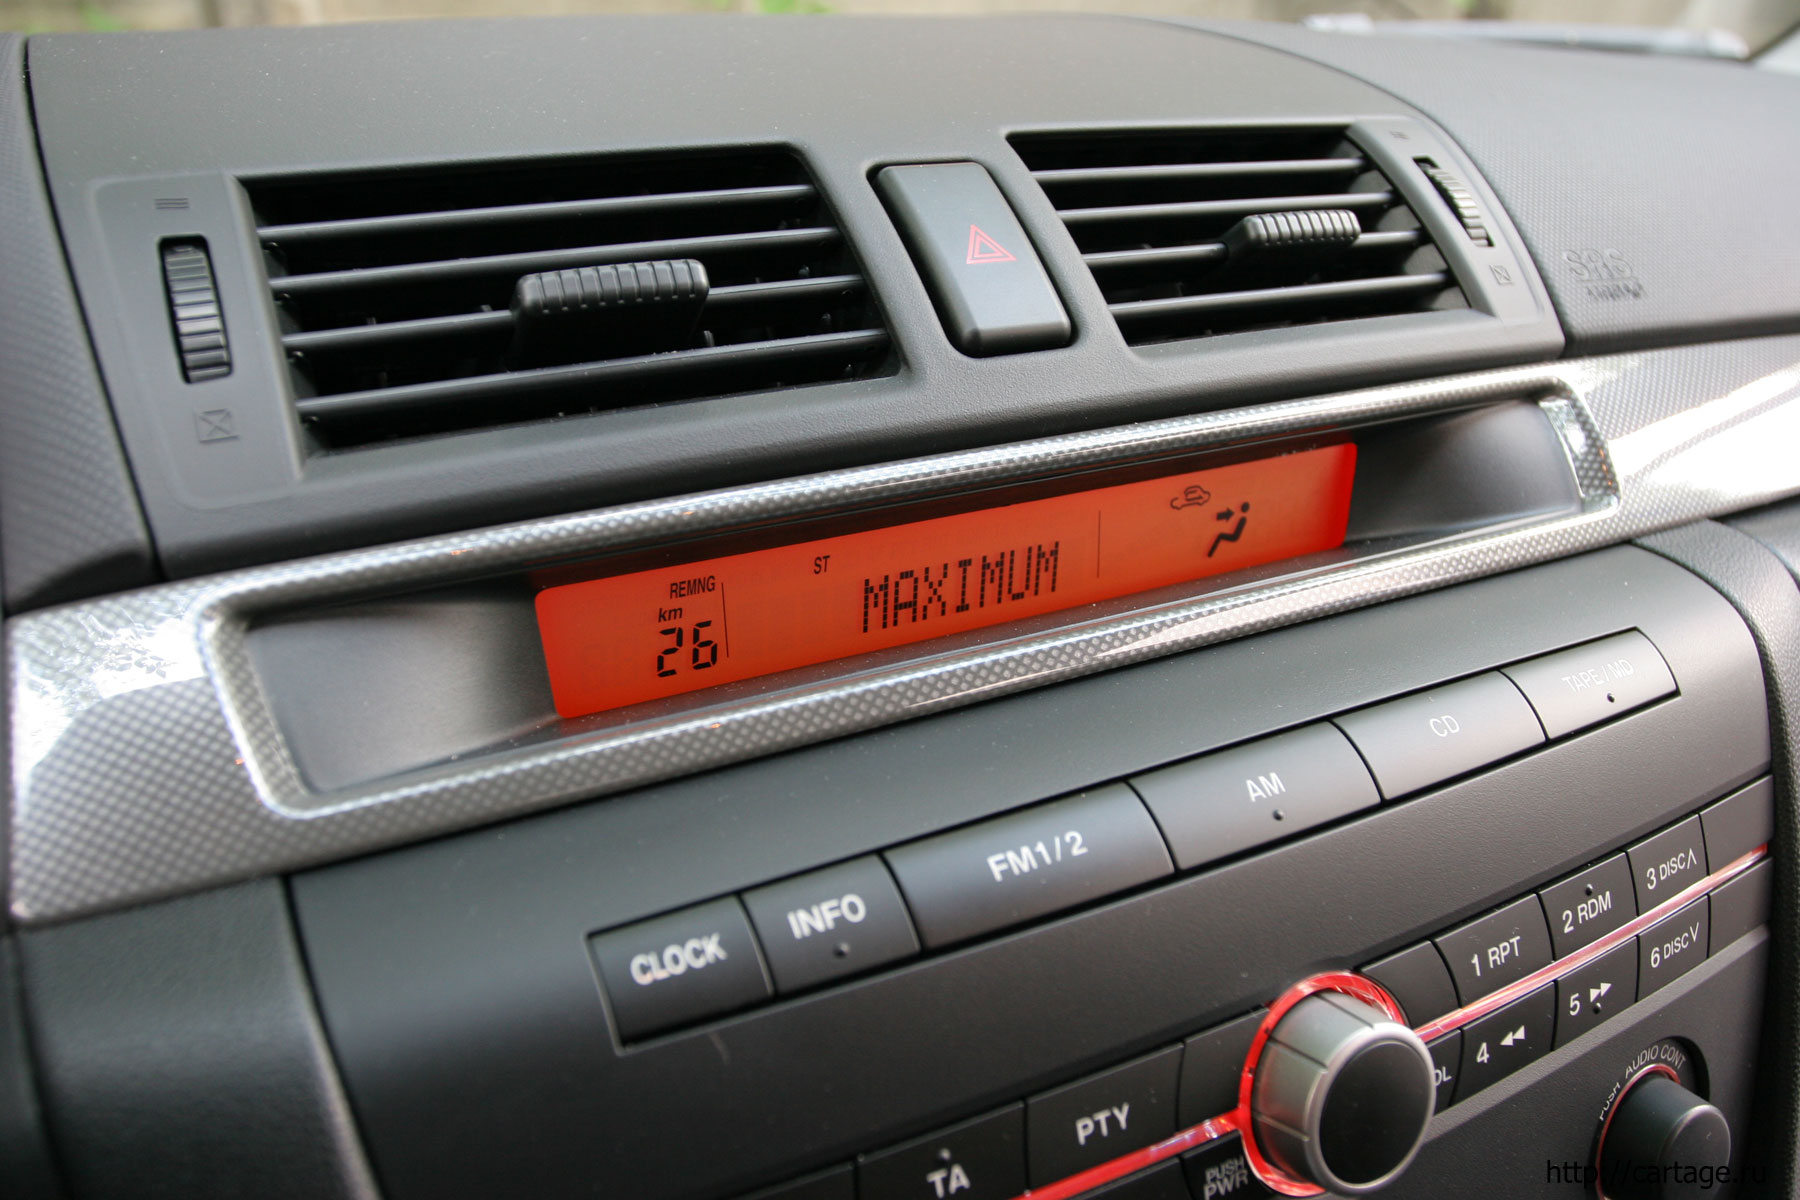 SRS
REMNG
km
26
ST
MAXIMUM
CLOCK
INFO
FM1/2
AM
CD
TAPE/MD
1 RPT
2 RDM
3 DISC∧
4 ◀◀
5 ▶▶
6 DISC∨
TA
PTY
PUSH
PWR
PUSH AUDIO CONT
http://cartage.ru